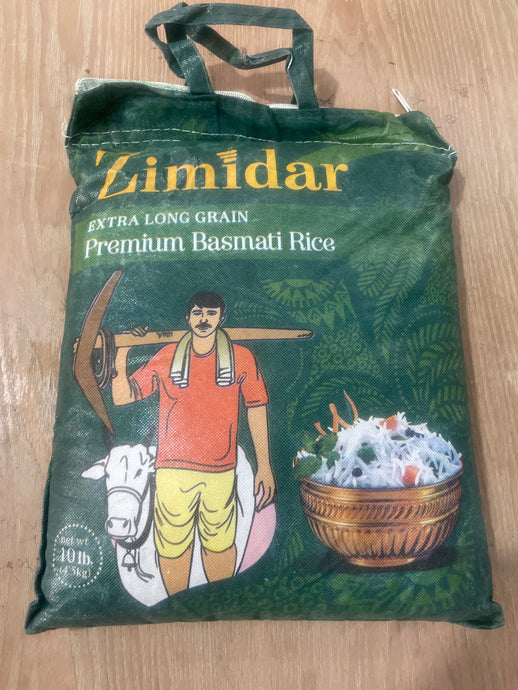 Zimidar
EXTRA LONG GRAIN
Premium Basmati Rice
net wt
10 lb.
(4.5kg)